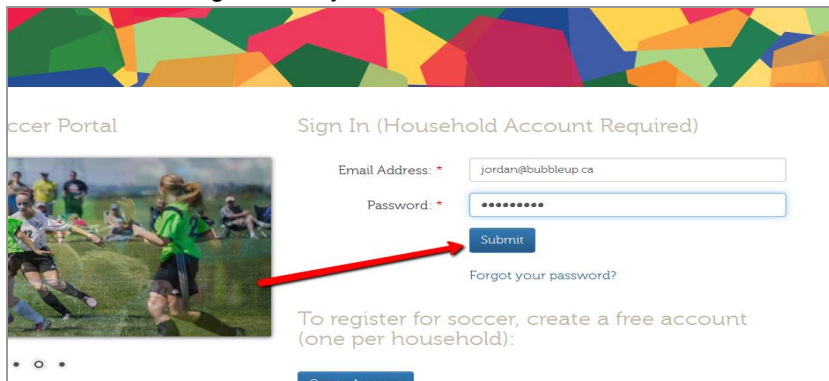 ccer Portal
Sign In (Household Account Required)
Email Address: *
jordan@bubbleup.ca
Password: *
•••••••••
Submit
Forgot your password?
To register for soccer, create a free account
(one per household):